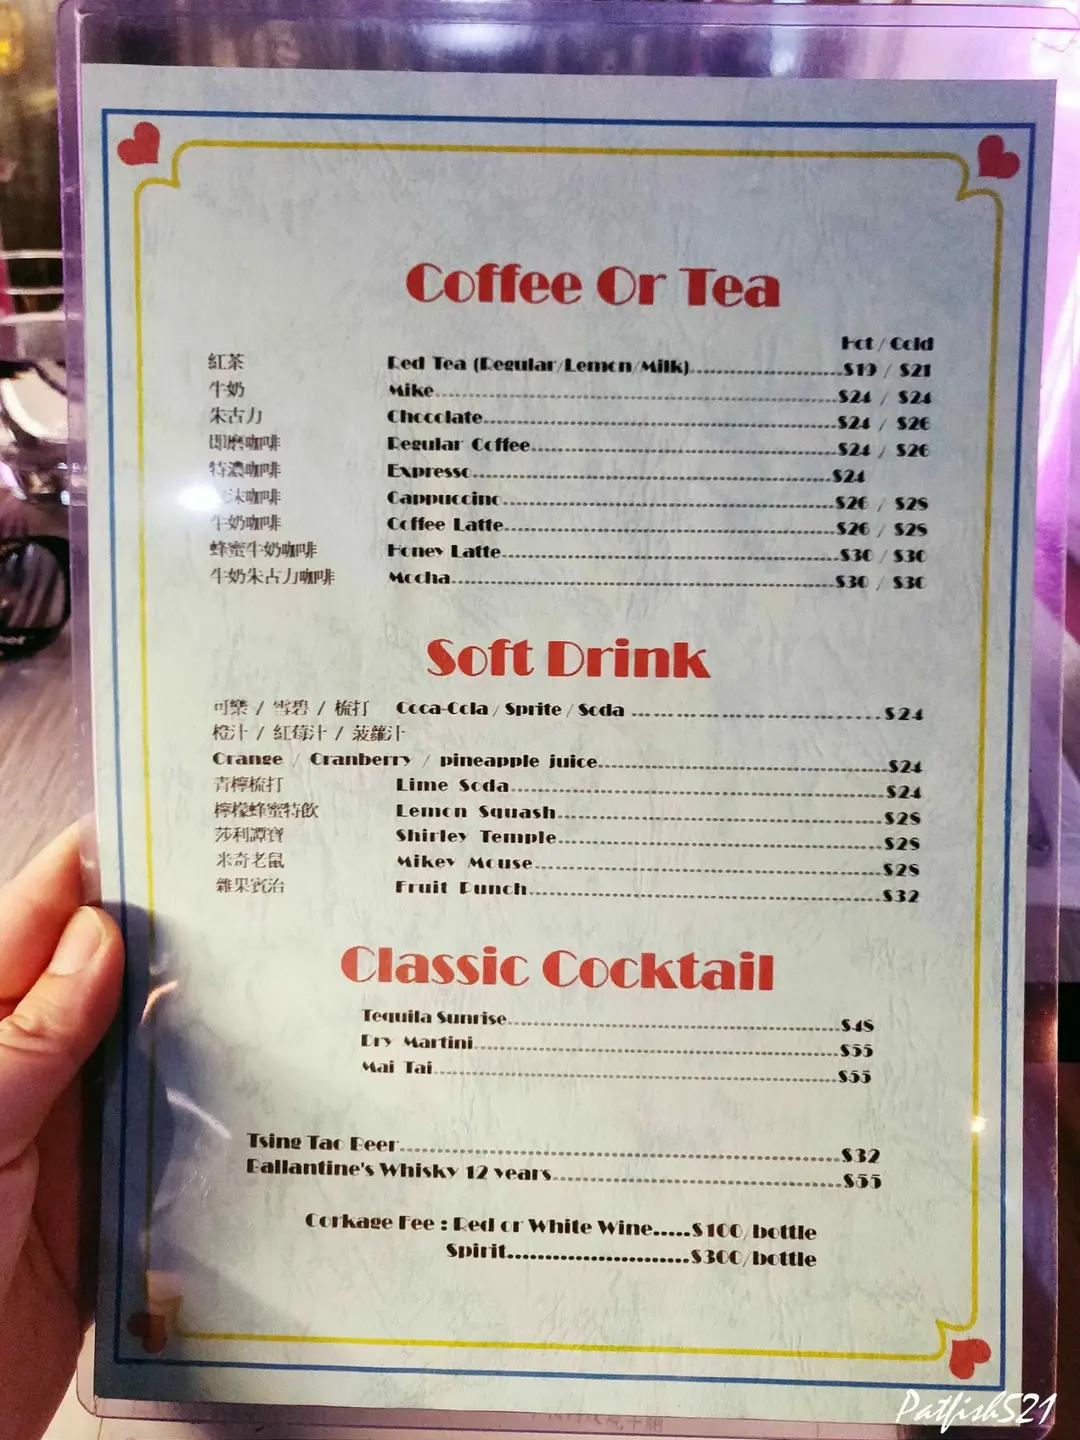 Coffee Or Tea
Hot / Cold
紅茶 Red Tea (Regular/Lemon/Milk)..............................$19 / $21
牛奶 Mike..............................$24 / $24
朱古力 Chocolate..............................$24 / $26
即磨咖啡 Regular Coffee..............................$24 / $26
特濃咖啡 Expresso..............................$24
沫咖啡 Cappuccino..............................$26 / $28
牛奶咖啡 Coffee Latte..............................$26 / $28
蜂蜜牛奶咖啡 Honey Latte..............................$30 / $30
牛奶朱古力咖啡 Mocha..............................$30 / $30
Soft Drink
可樂 / 雪碧 / 梳打 Coca-Cola / Sprite / Soda ..............................$24
橙汁 / 紅莓汁 / 菠蘿汁
Orange / Cranberry / pineapple juice..............................$24
青檸梳打 Lime Soda..............................$24
檸檬蜂蜜特飲 Lemon Squash..............................$28
莎利譚寶 Shirley Temple..............................$28
米奇老鼠 Mikey Mouse..............................$28
雜果賓治 Fruit Punch..............................$32
Classic Cocktail
Tequila Sunrise..............................$48
Dry Martini..............................$55
Mai Tai..............................$55
Tsing Tao Beer..............................$32
Ballantine's Whisky 12 years..............................$55
Corkage Fee : Red or White Wine.....$100/bottle
Spirit........................$300/bottle
Patfish521